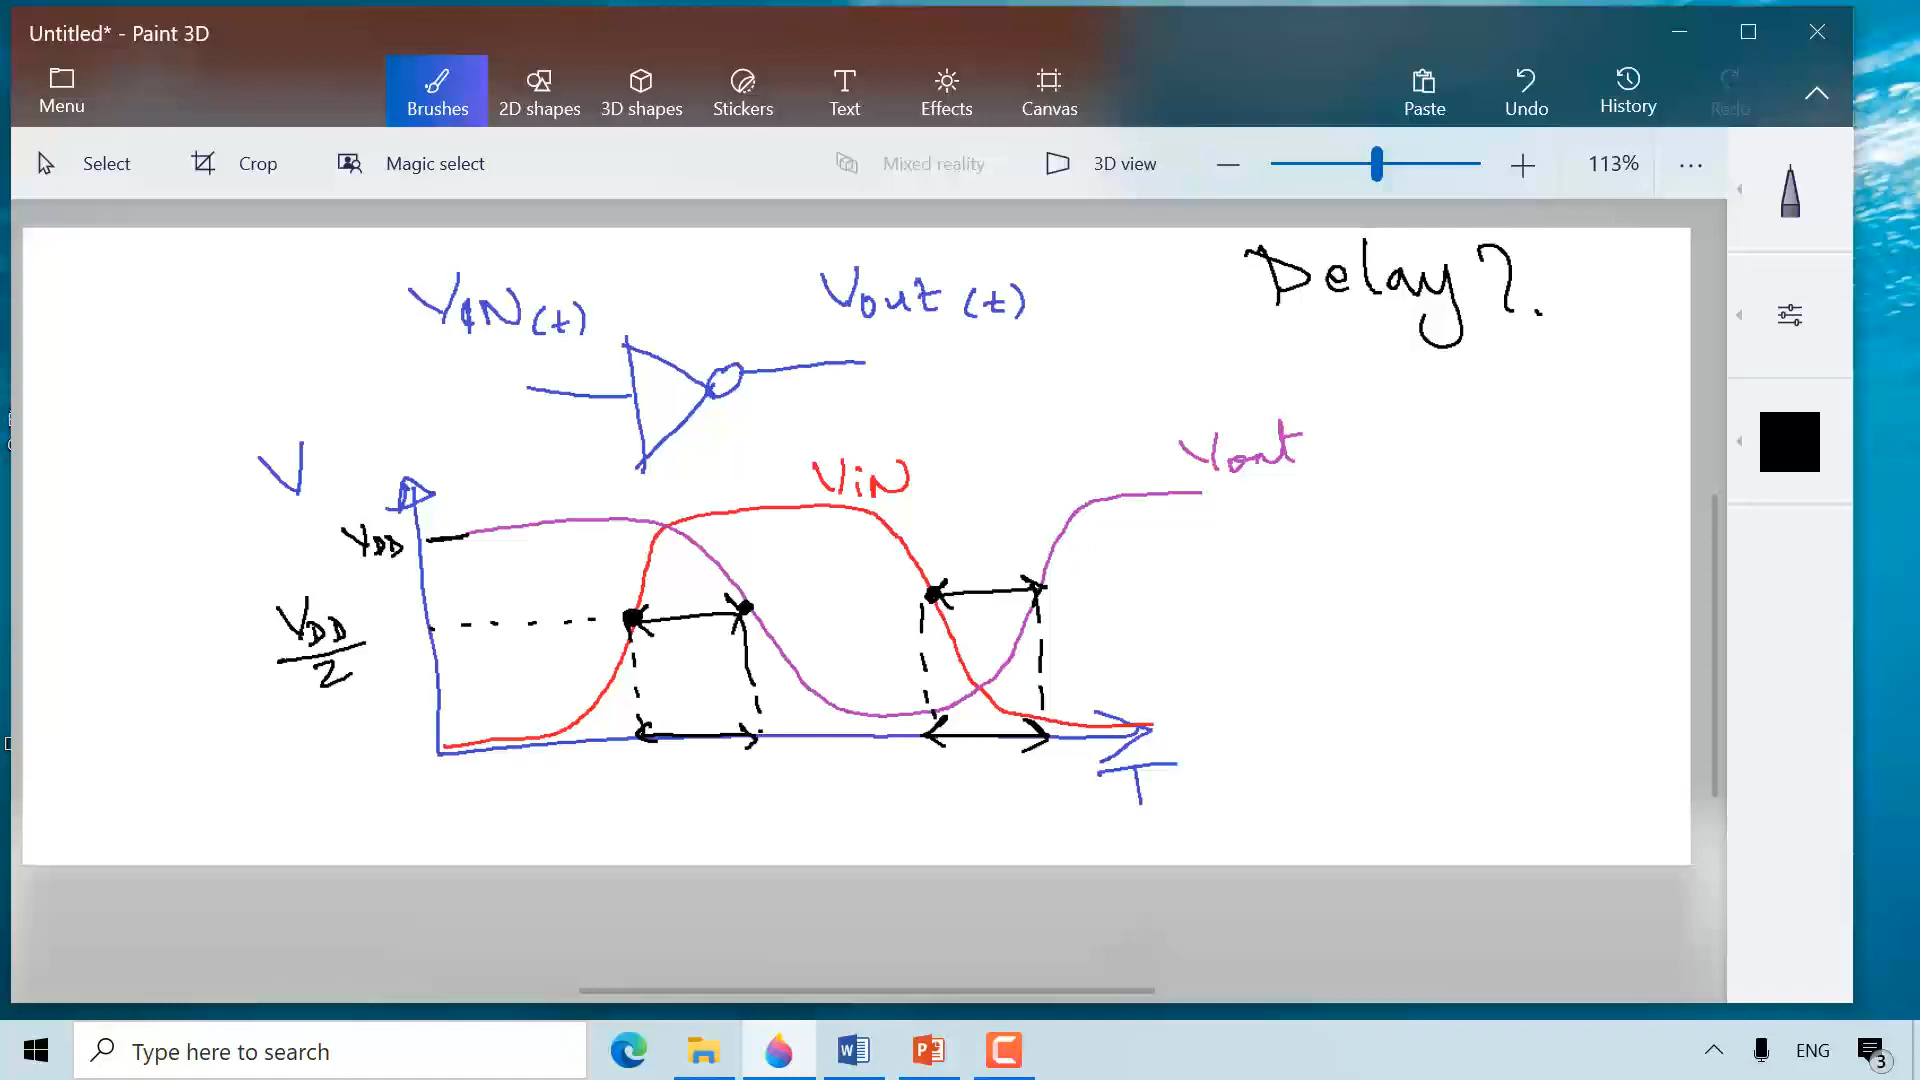 Untitled* - Paint 3D
Menu
Brushes
2D shapes
3D shapes
Stickers
Text
Effects
Canvas
Paste
Undo
History
Redo
Select
Crop
Magic select
Mixed reality
3D view
113%
Delay?.
VIN(t)
Vout (t)
V
ViN
Vout
VDD
VDD
2
T
Type here to search
ENG
3